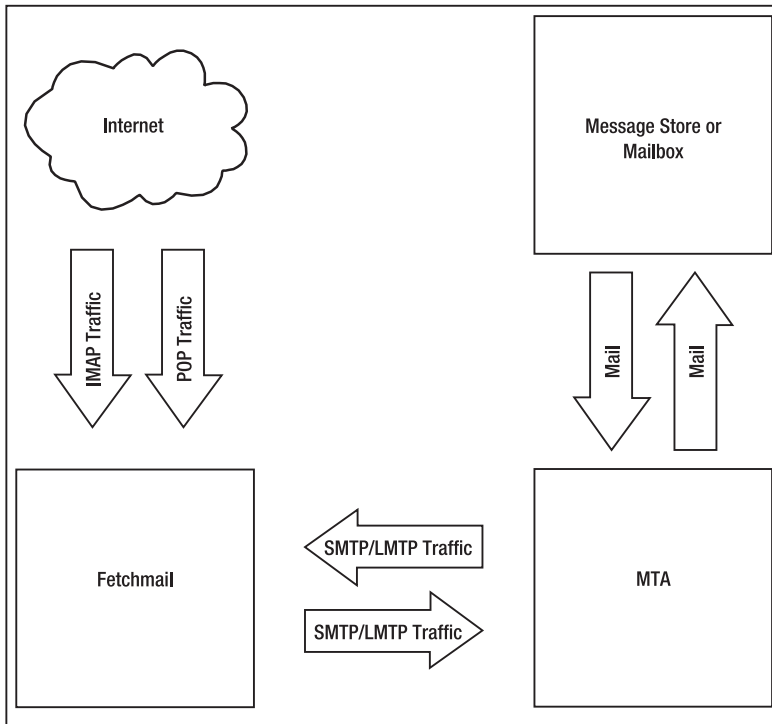 Internet
Message Store or
Mailbox
IMAP Traffic
POP Traffic
Mail
Mail
Fetchmail
SMTP/LMTP Traffic
SMTP/LMTP Traffic
MTA